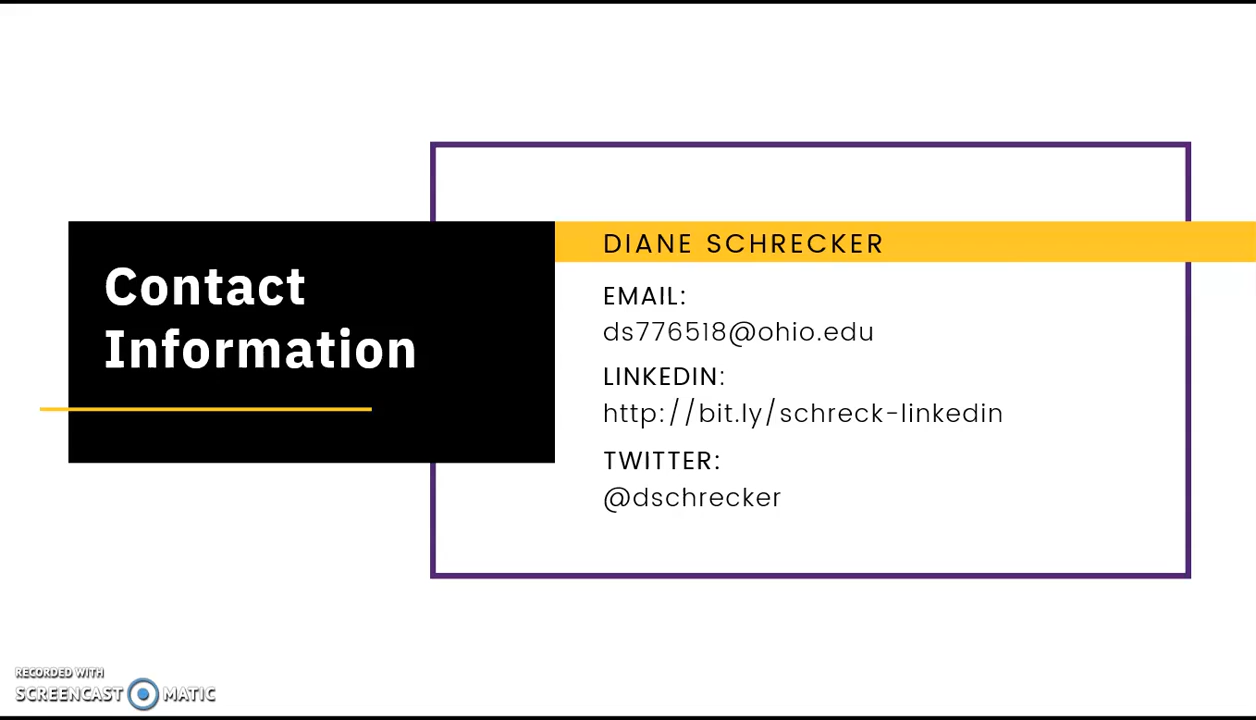 Contact
Information
DIANE SCHRECKER
EMAIL:
ds776518@ohio.edu
LINKEDIN:
http://bit.ly/schreck-linkedin
TWITTER:
@dschrecker
RECORDED WITH
SCREENCAST MATIC